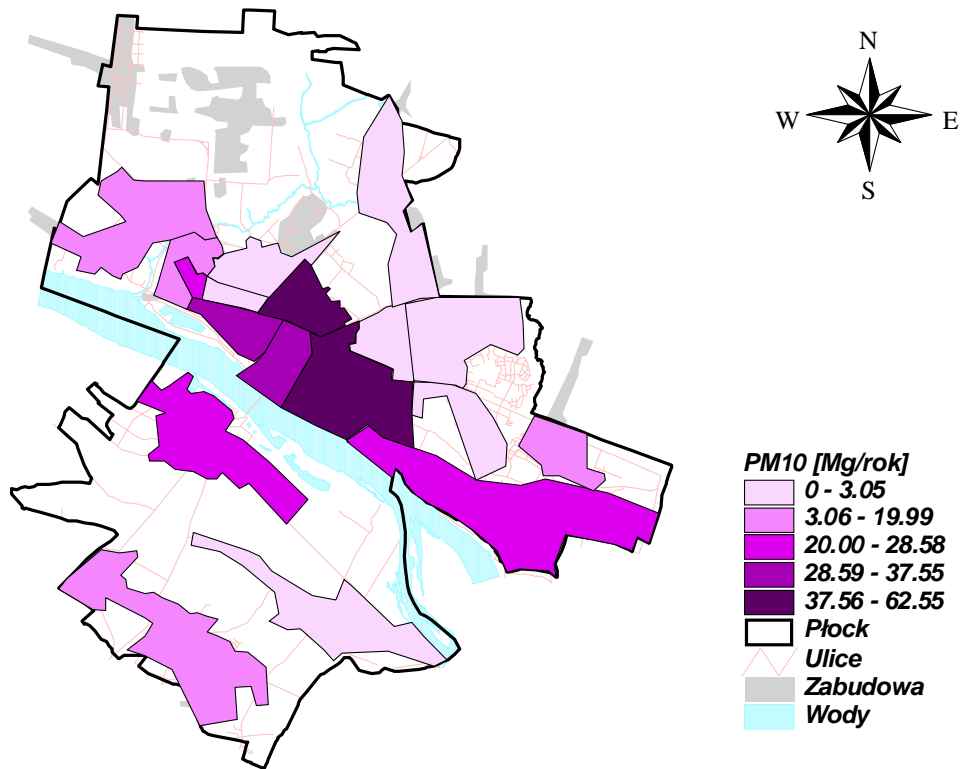 N
W
E
S
PM10 [Mg/rok]
0 - 3.05
3.06 - 19.99
20.00 - 28.58
28.59 - 37.55
37.56 - 62.55
Płock
Ulice
Zabudowa
Wody